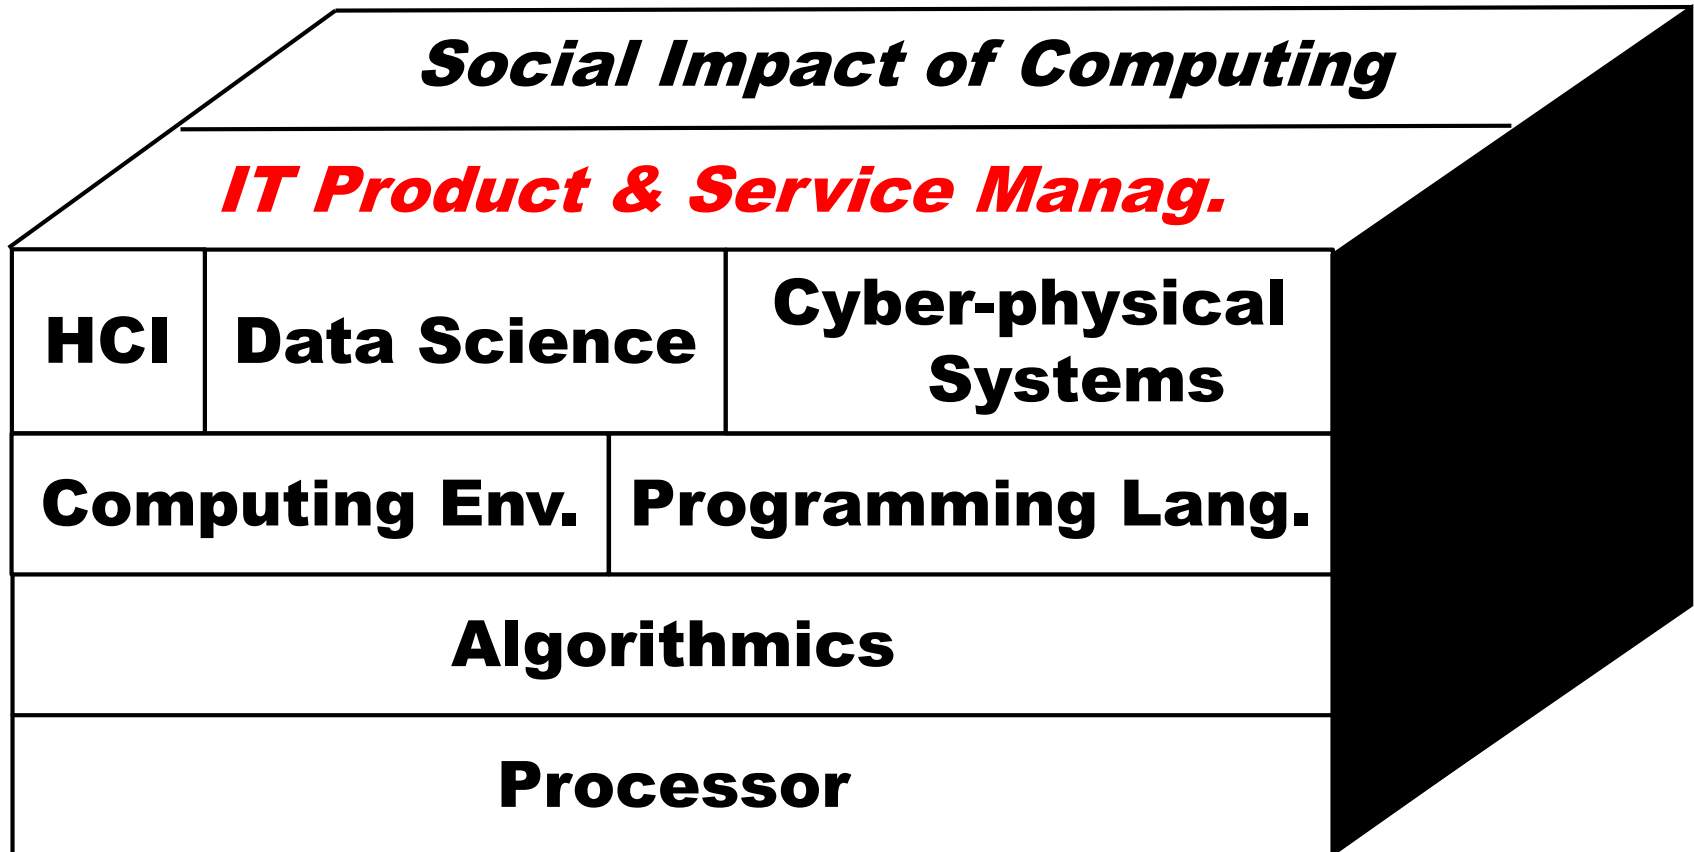 Social Impact of Computing
IT Product & Service Manag.
HCI
Data Science
Cyber-physical
Systems
Computing Env.
Programming Lang.
Algorithmics
Processor